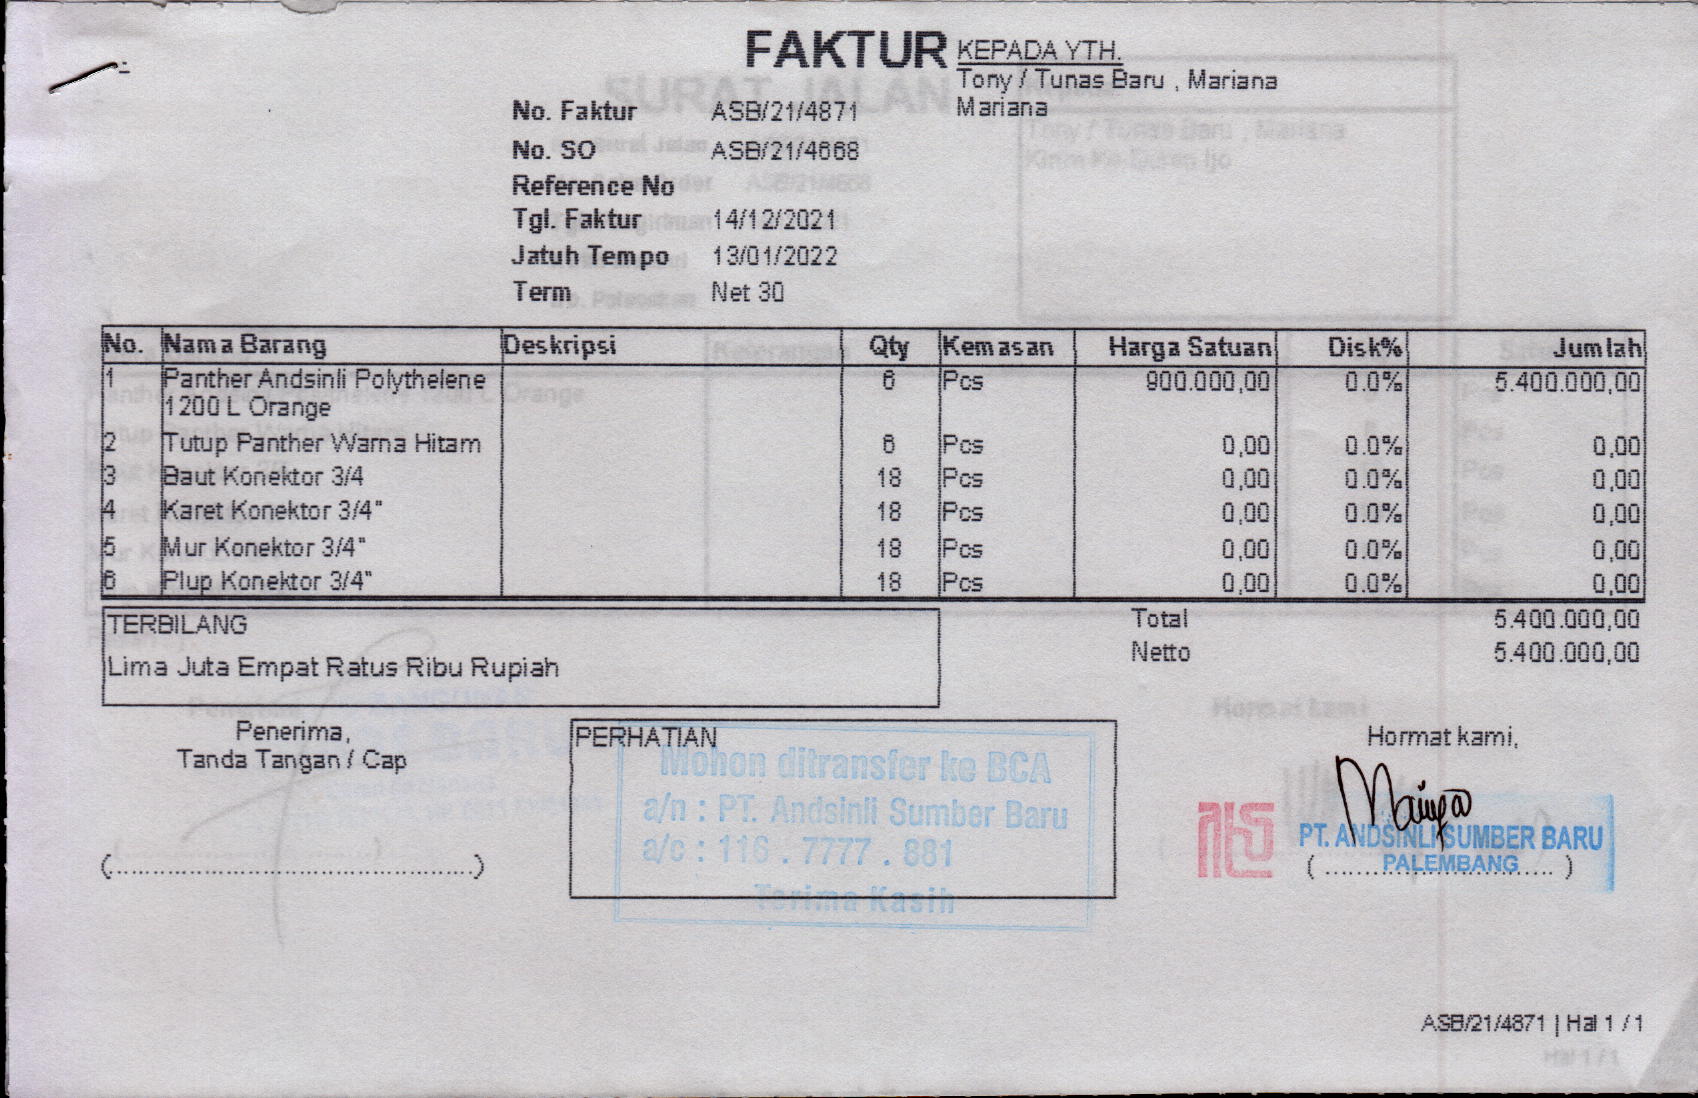 FAKTUR
KEPADA YTH.
Tony / Tunas Baru , Mariana
Mariana
No. Faktur ASB/21/4871
No. SO ASB/21/4668
Reference No
Tgl. Faktur 14/12/2021
Jatuh Tempo 13/01/2022
Term Net 30
No. Nama Barang Deskripsi Qty Kemasan Harga Satuan Disk% Jumlah
1 Panther Andsinli Polythelene 6 Pcs 900.000,00 0.0% 5.400.000,00
1200 L Orange
2 Tutup Panther Warna Hitam 6 Pcs 0,00 0.0% 0,00
3 Baut Konektor 3/4 18 Pcs 0,00 0.0% 0,00
4 Karet Konektor 3/4" 18 Pcs 0,00 0.0% 0,00
5 Mur Konektor 3/4" 18 Pcs 0,00 0.0% 0,00
6 Plup Konektor 3/4" 18 Pcs 0,00 0.0% 0,00
TERBILANG
Lima Juta Empat Ratus Ribu Rupiah
Total 5.400.000,00
Netto 5.400.000,00
Penerima,
Tanda Tangan / Cap
(............................................)
PERHATIAN
Mohon ditransfer ke BCA
a/n : PT. Andsinli Sumber Baru
a/c : 116 . 7777 . 881
Terima Kasih
Hormat kami,
PT. ANDSINLI SUMBER BARU
PALEMBANG
( ............................ )
ASB/21/4871 | Hal 1 / 1